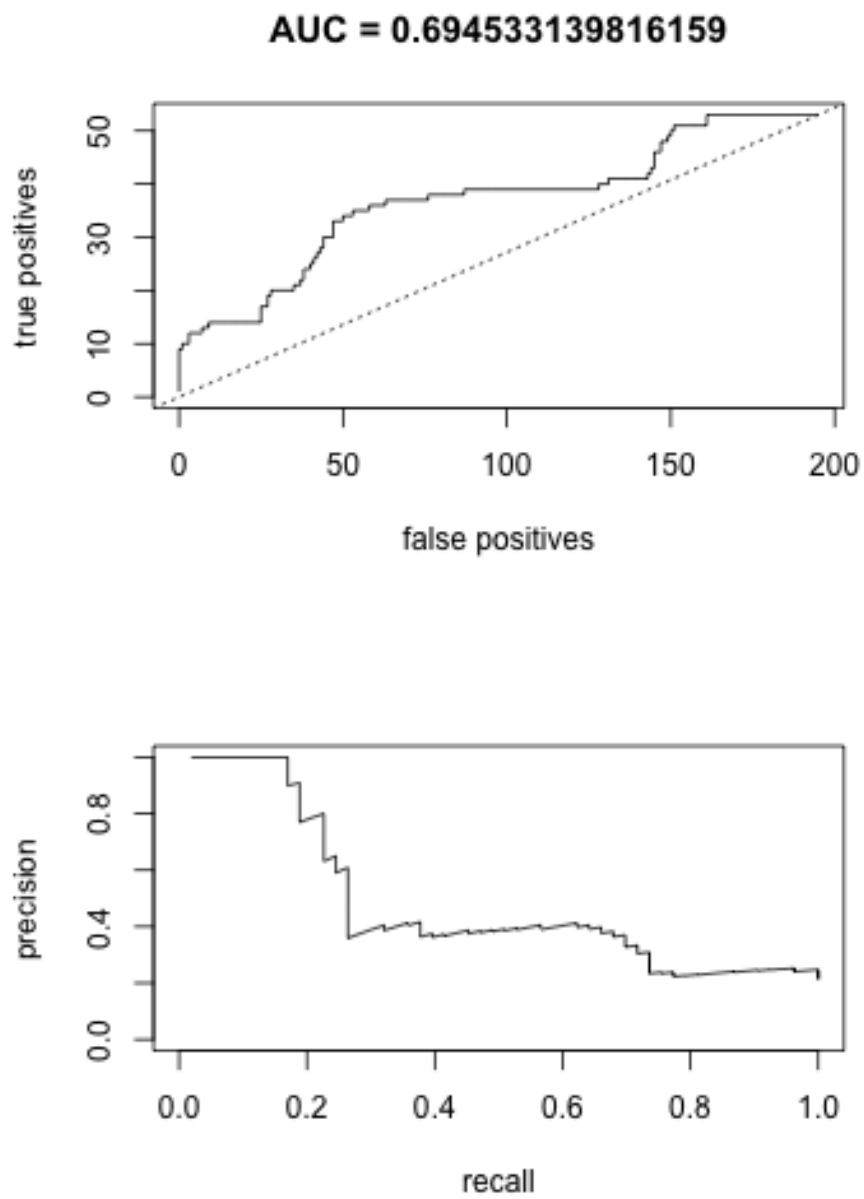 AUC = 0.694533139816159
50
30
10
0
true positives
0 50 100 150 200
false positives
0.8
0.4
0.0
precision
0.0 0.2 0.4 0.6 0.8 1.0
recall